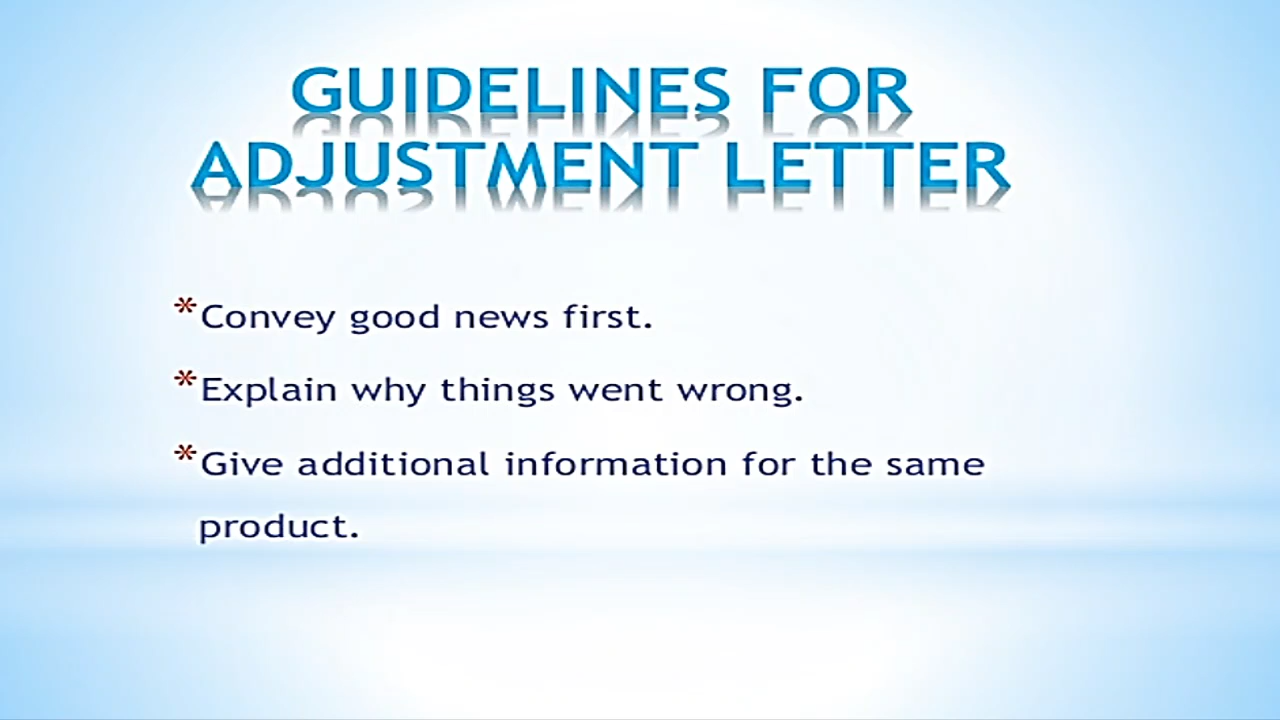 GUIDELINES FOR
ADJUSTMENT LETTER
*Convey good news first.
*Explain why things went wrong.
*Give additional information for the same
product.